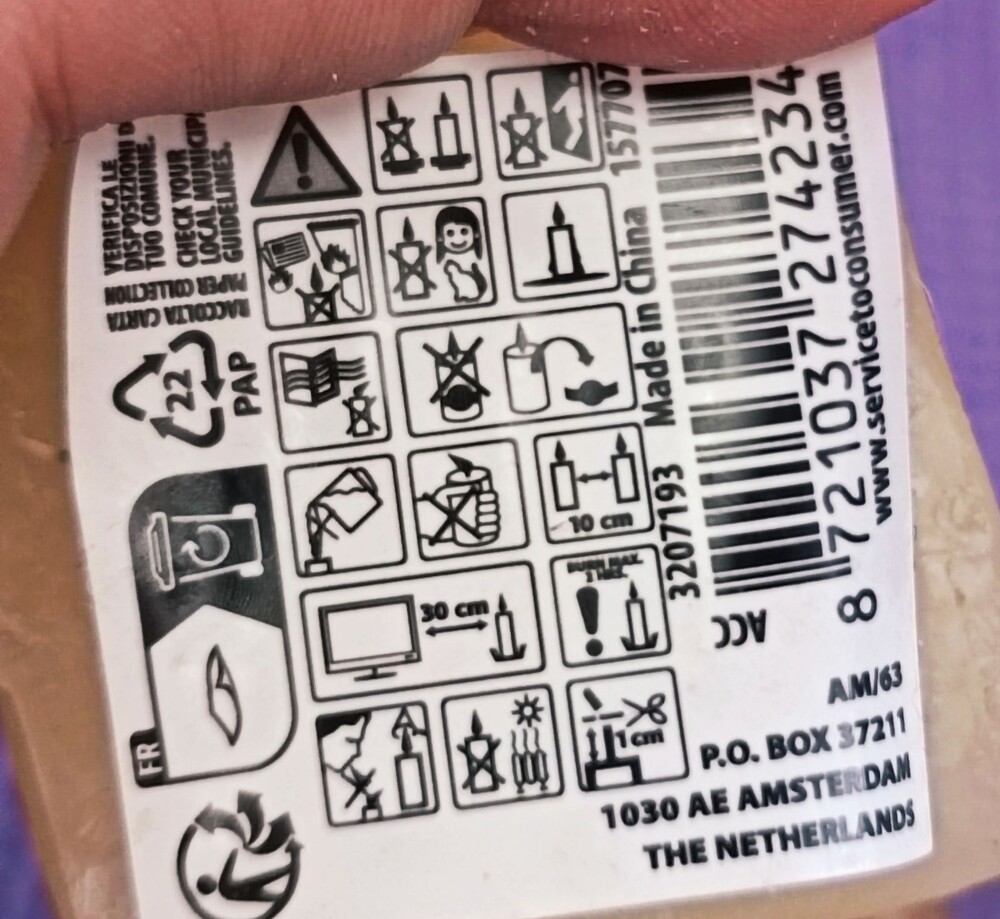 VERIFICA LE
DISPOSIZIONI D
TUO COMUNE.
CHECK YOUR
LOCAL MUNICIP
GUIDELINES.
RACCOLTA CARTA
PAPER COLLECTION
22
PAP
FR
30 cm
10 cm
BURN MAX.
1 cm
157707
Made in China
3207193
8 721037 274234
www.servicetoconsumer.com
ACC
AM/63
P.O. BOX 37211
1030 AE AMSTERDAM
THE NETHERLANDS